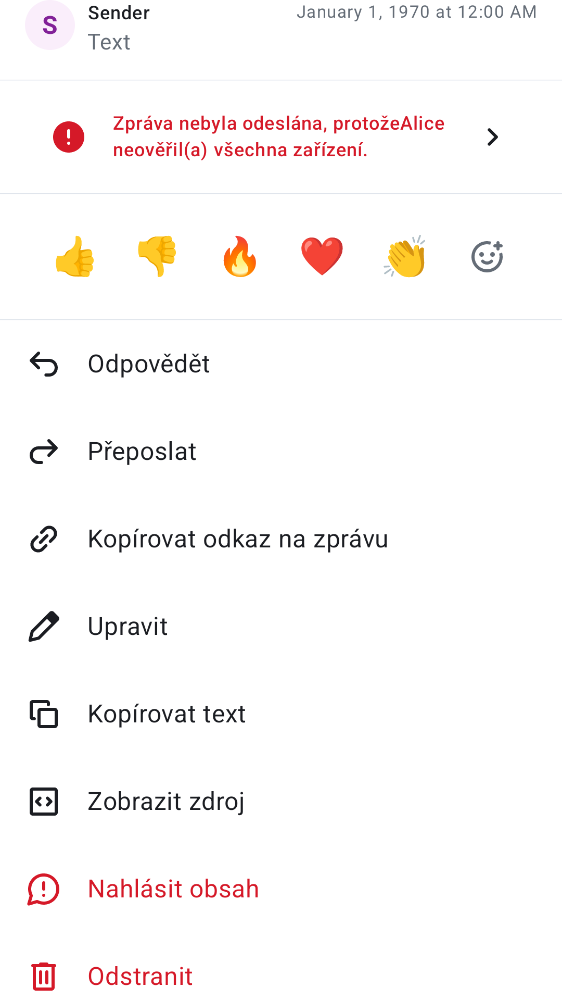 S
Sender
January 1, 1970 at 12:00 AM
Text
Zpráva nebyla odeslána, protožeAlice
neověřil(a) všechna zařízení.
Odpovědět
Přeposlat
Kopírovat odkaz na zprávu
Upravit
Kopírovat text
Zobrazit zdroj
Nahlásit obsah
Odstranit